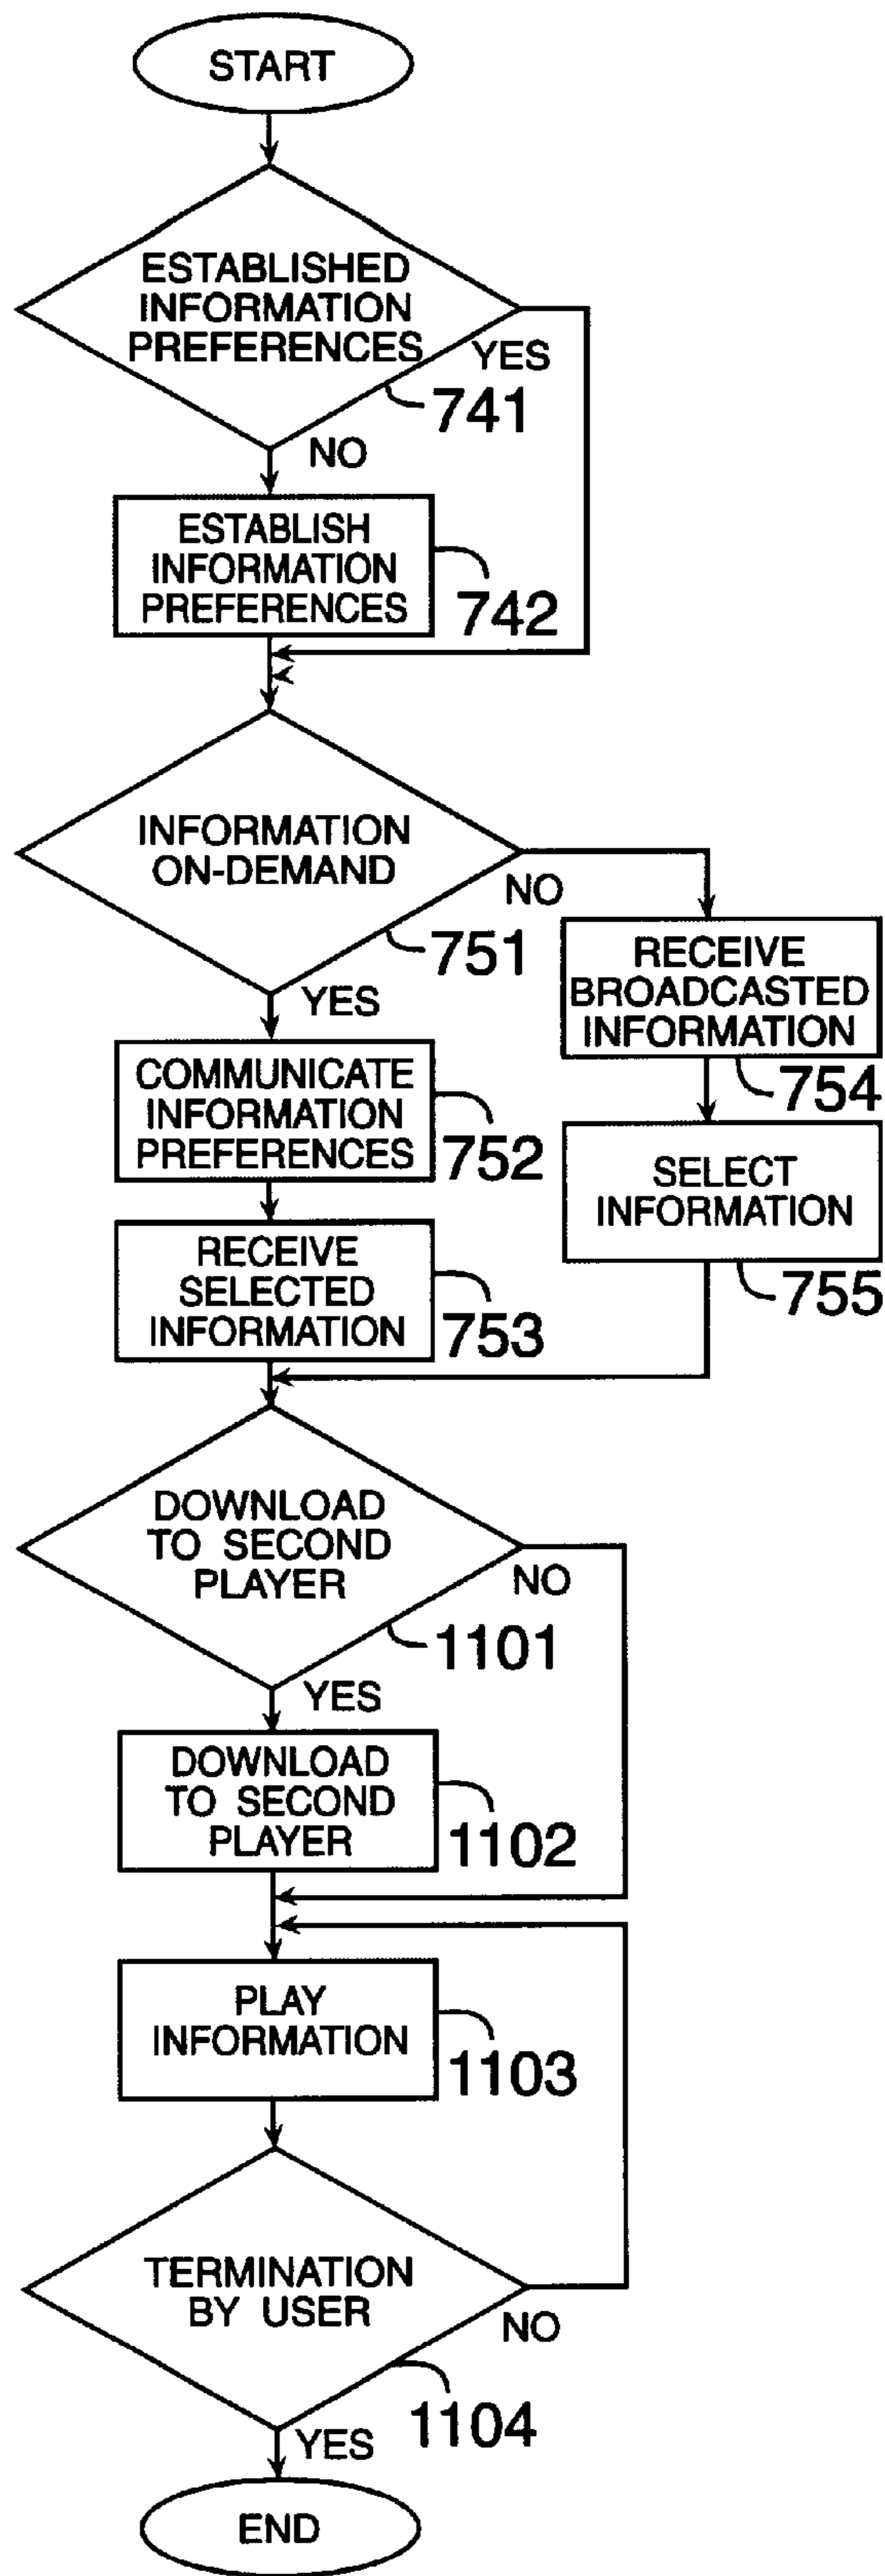 START
ESTABLISHED
INFORMATION
PREFERENCES
YES
741
NO
ESTABLISH
INFORMATION
PREFERENCES
742
INFORMATION
ON-DEMAND
NO
751
YES
RECEIVE
BROADCASTED
INFORMATION
754
COMMUNICATE
INFORMATION
PREFERENCES
752
SELECT
INFORMATION
755
RECEIVE
SELECTED
INFORMATION
753
DOWNLOAD
TO SECOND
PLAYER
NO
1101
YES
DOWNLOAD
TO SECOND
PLAYER
1102
PLAY
INFORMATION
1103
TERMINATION
BY USER
NO
1104
YES
END